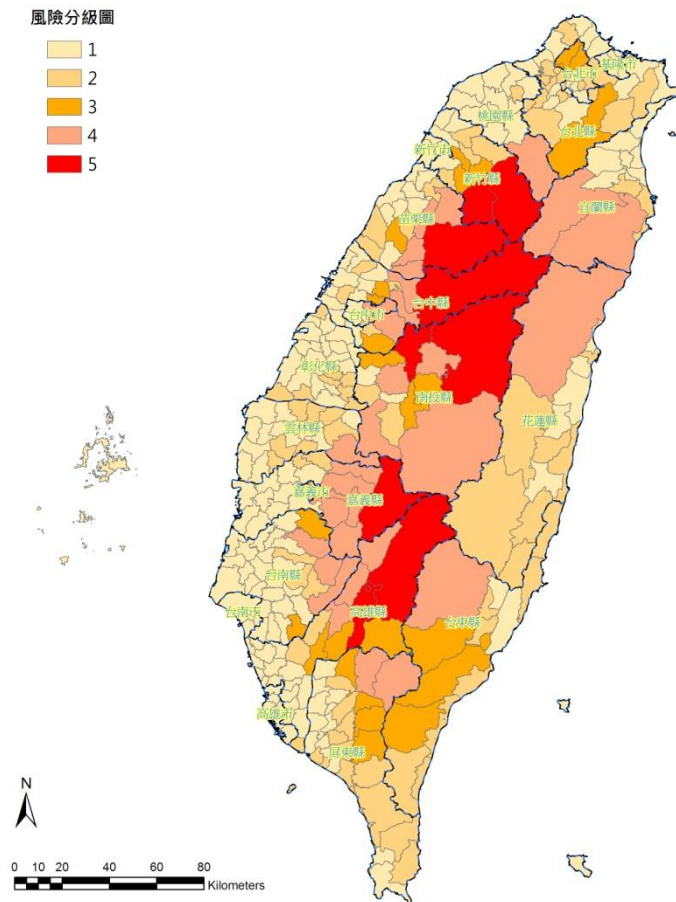 風險分級圖
1
2
3
4
5
基隆市
台北市
桃園縣
台北縣
新竹市
新竹縣
宜蘭縣
苗栗縣
台中縣
台中市
彰化縣
南投縣
花蓮縣
雲林縣
嘉義市
嘉義縣
台南縣
台南市
高雄縣
台東縣
高雄市
屏東縣
N
0 10 20 40 60 80
Kilometers